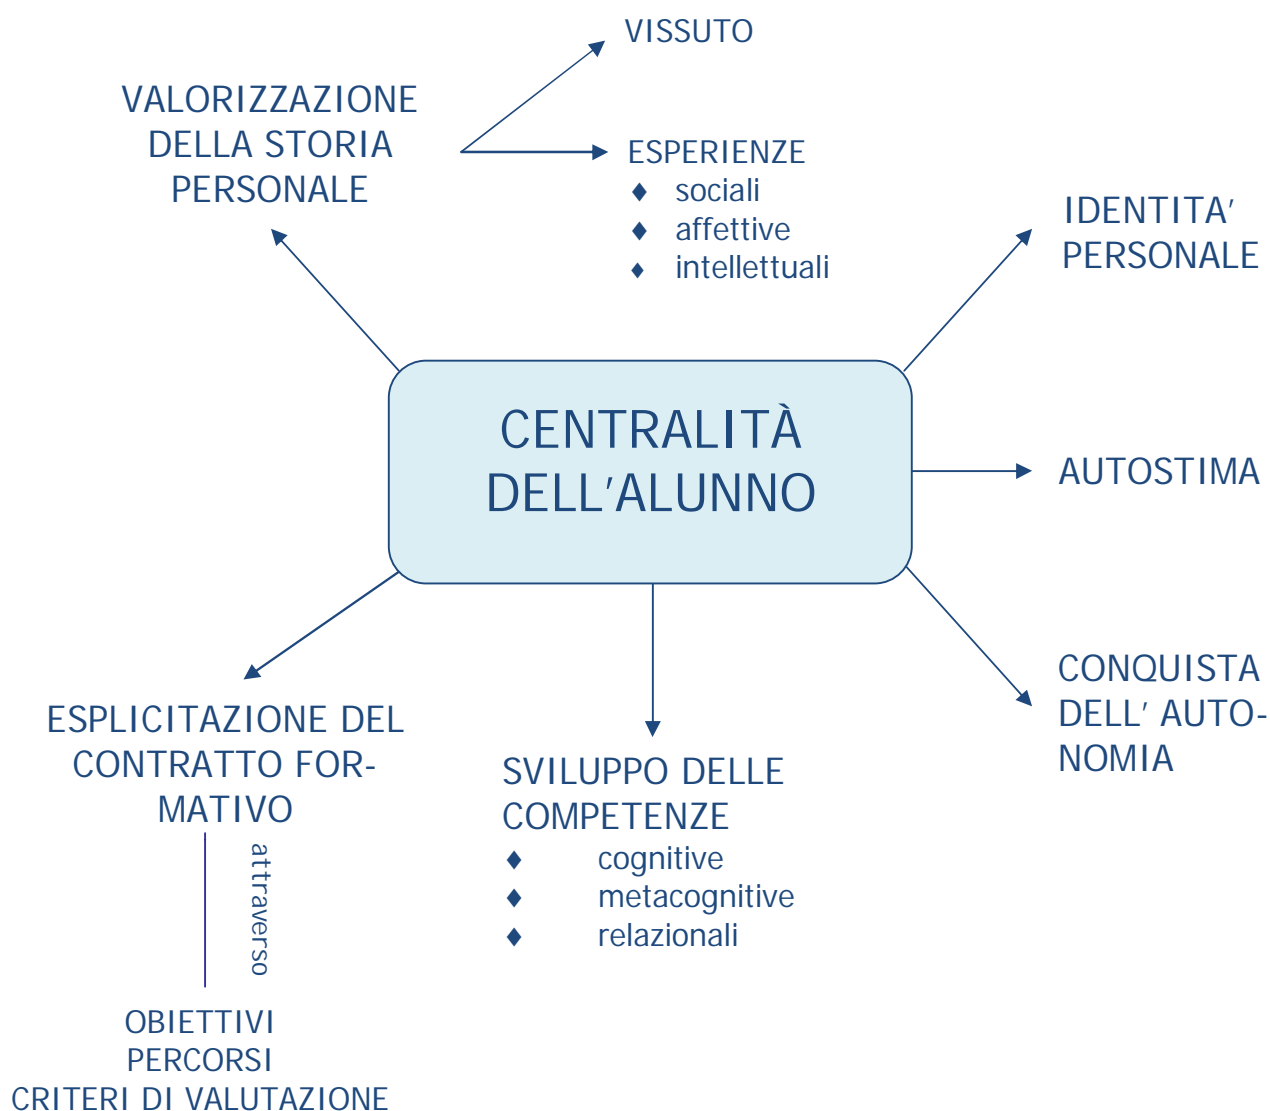 VISSUTO
VALORIZZAZIONE
DELLA STORIA
PERSONALE
ESPERIENZE
♦ sociali
♦ affettive
♦ intellettuali
IDENTITA’
PERSONALE
CENTRALITÀ
DELL’ALUNNO
AUTOSTIMA
CONQUISTA
DELL’ AUTO-
NOMIA
ESPLICITAZIONE DEL
CONTRATTO FOR-
MATIVO
attraverso
OBIETTIVI
PERCORSI
CRITERI DI VALUTAZIONE
SVILUPPO DELLE
COMPETENZE
♦ cognitive
♦ metacognitive
♦ relazionali